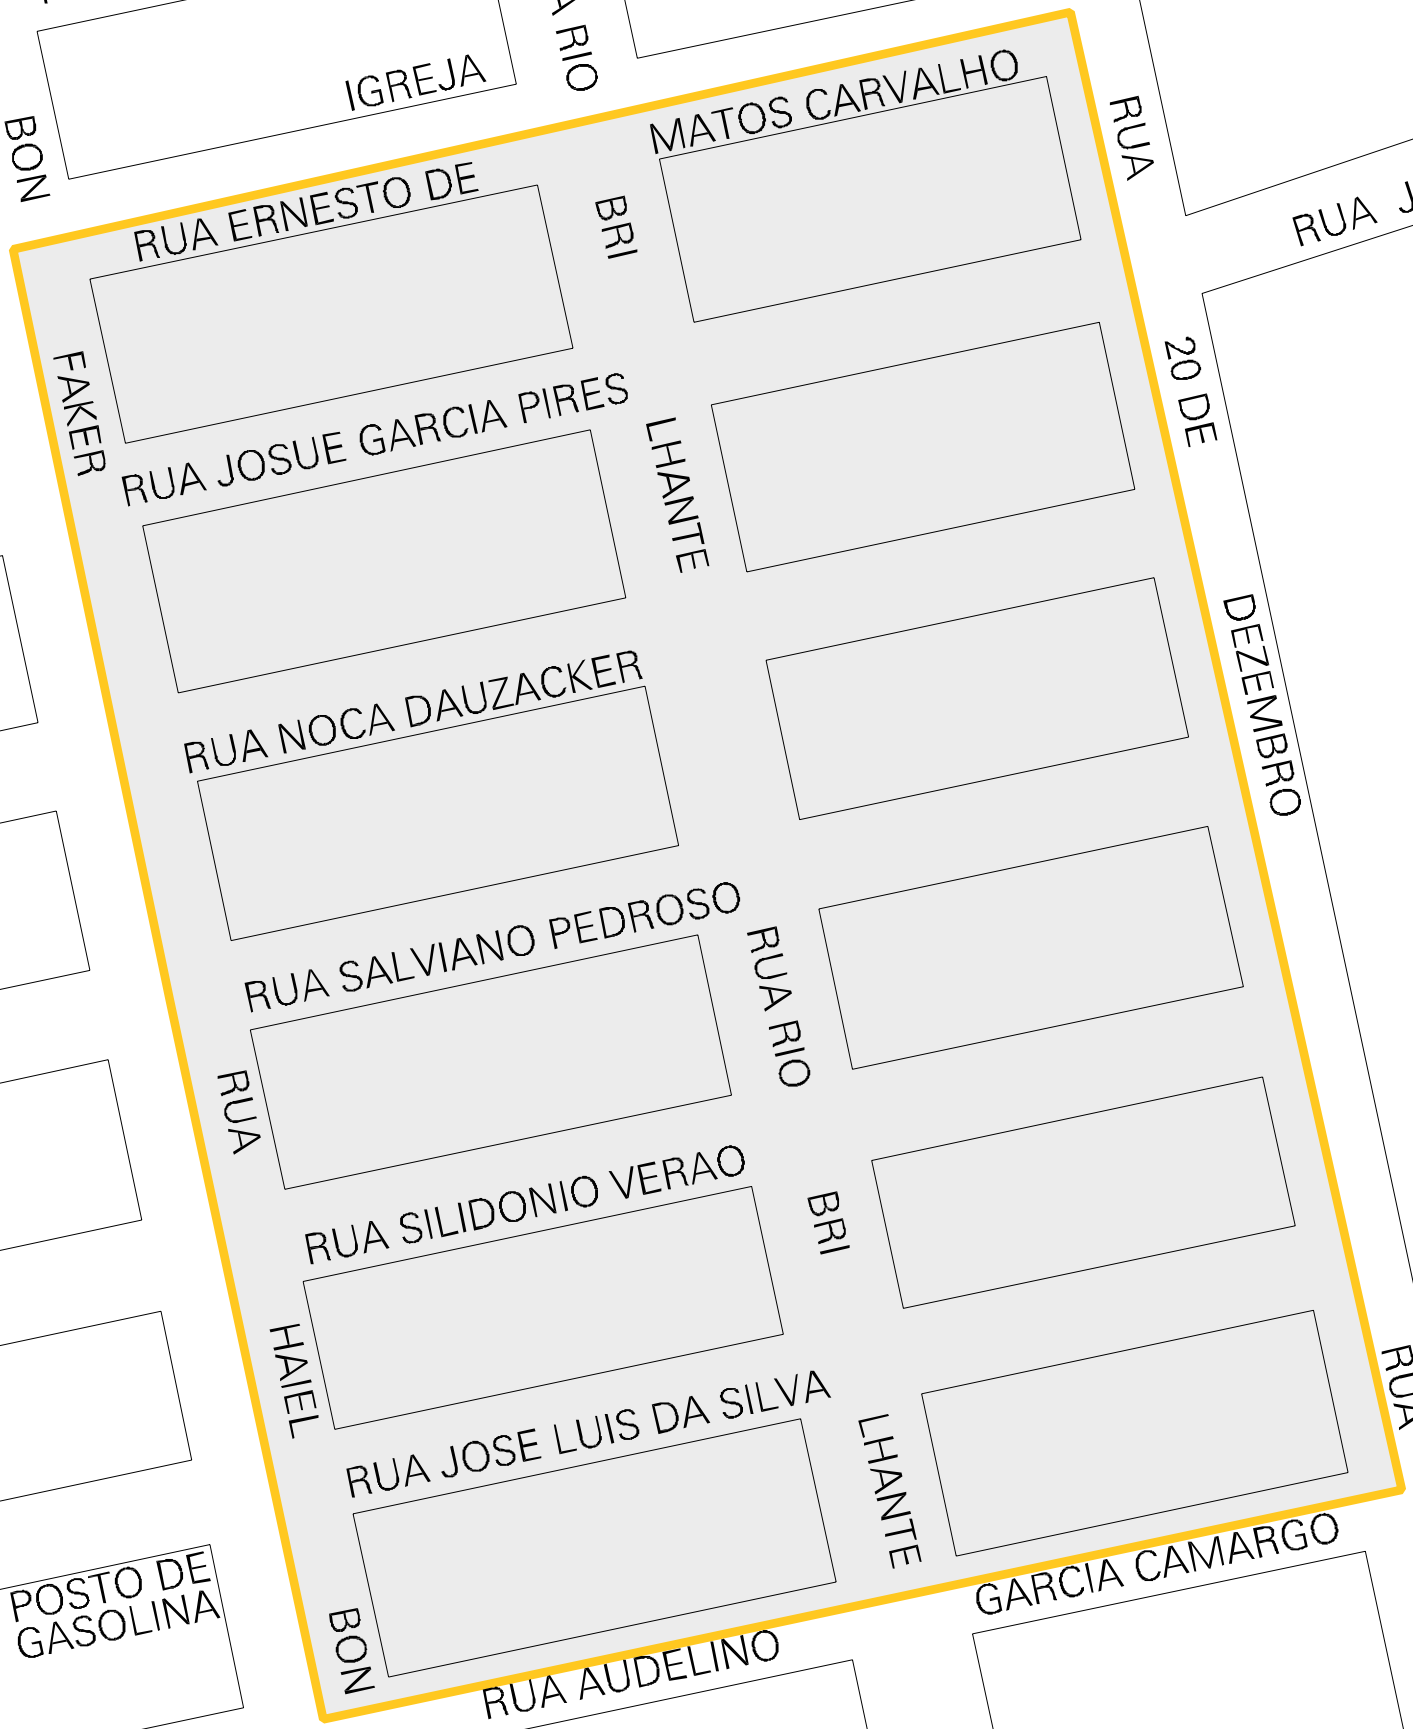 A RIO
IGREJA
BON
MATOS CARVALHO
RUA
RUA ERNESTO DE
BRI
RUA J
FAKER
20 DE
RUA JOSUE GARCIA PIRES
LHANTE
DEZEMBRO
RUA NOCA DAUZACKER
RUA SALVIANO PEDROSO
RUA RIO
RUA
RUA SILIDONIO VERAO
BRI
HAIEL
RUA
RUA JOSE LUIS DA SILVA
LHANTE
POSTO DE
GASOLINA
GARCIA CAMARGO
BON
RUA AUDELINO